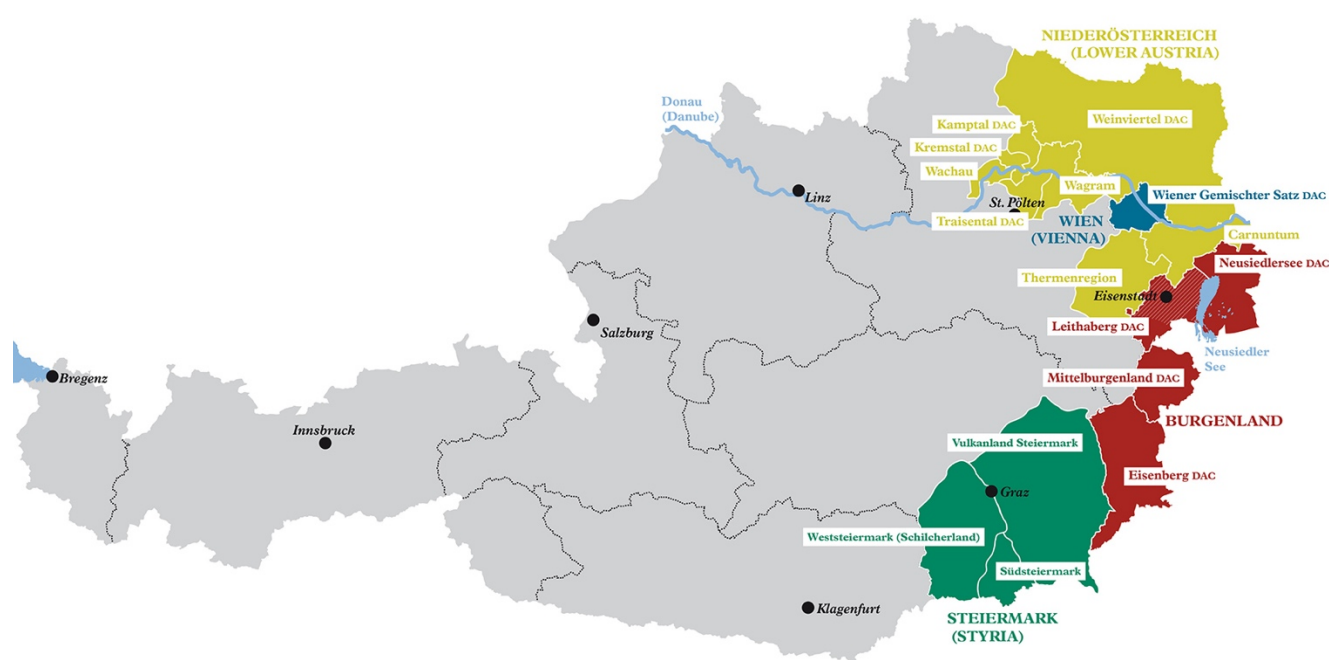 NIEDERÖSTERREICH
(LOWER AUSTRIA)
Donau
(Danube)
Kamptal DAC
Weinviertel DAC
Kremstal DAC
Wachau
Wagram
Linz
St. Pölten
Wiener Gemischter Satz DAC
Traisental DAC
WIEN
(VIENNA)
Carnuntum
Neusiedlersee DAC
Thermenregion
Eisenstadt
Salzburg
Leithaberg DAC
Neusiedler
See
Bregenz
Mittelburgenland DAC
BURGENLAND
Innsbruck
Vulkanland Steiermark
Eisenberg DAC
Graz
Weststeiermark (Schilcherland)
Südsteiermark
Klagenfurt
STEIERMARK
(STYRIA)